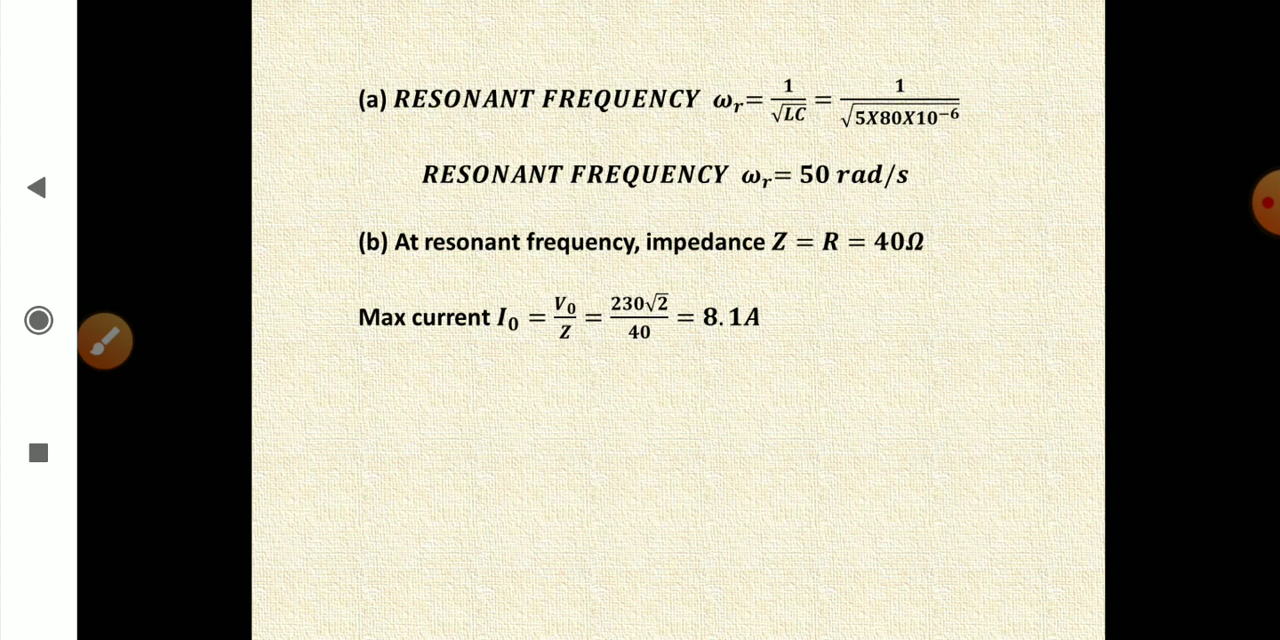 (a) RESONANT FREQUENCY ωᵣ= 1/√LC = 1/√5X80X10⁻⁶
RESONANT FREQUENCY ωᵣ= 50 rad/s
(b) At resonant frequency, impedance Z = R = 40Ω
Max current I₀ = V₀/Z = 230√2/40 = 8.1A